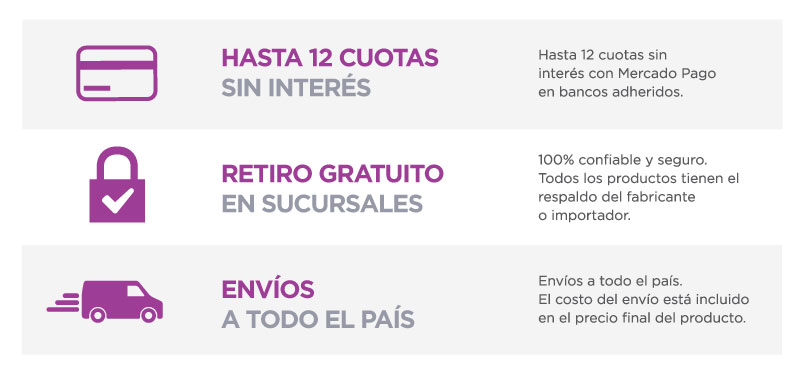 HASTA 12 CUOTAS
SIN INTERÉS
Hasta 12 cuotas sin
interés con Mercado Pago
en bancos adheridos.
RETIRO GRATUITO
EN SUCURSALES
100% confiable y seguro.
Todos los productos tienen el
respaldo del fabricante
o importador.
ENVÍOS
A TODO EL PAÍS
Envíos a todo el país.
El costo del envío está incluido
en el precio final del producto.